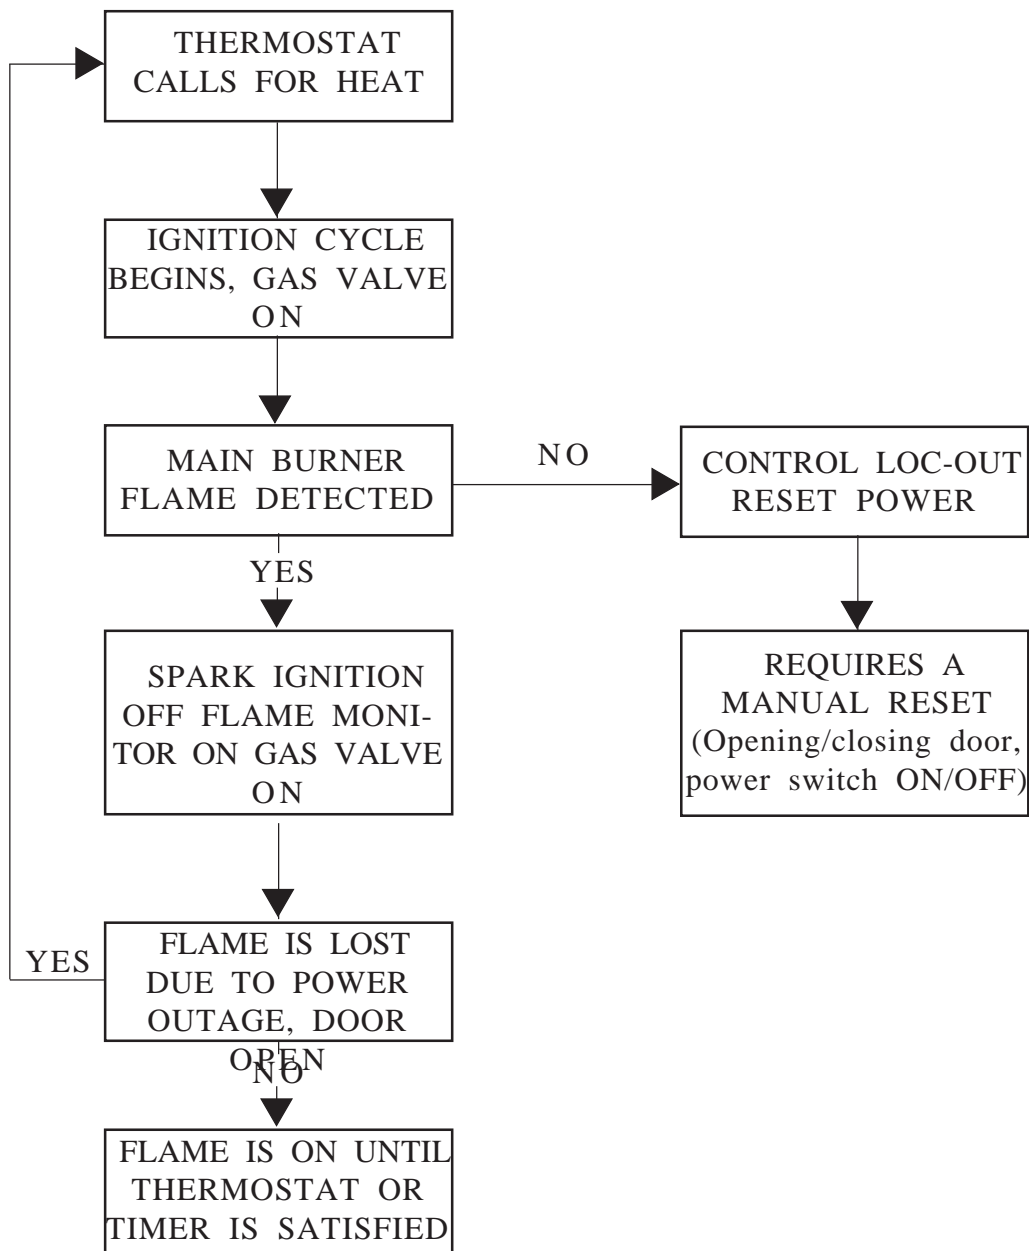 THERMOSTAT
CALLS FOR HEAT
IGNITION CYCLE
BEGINS, GAS VALVE
ON
MAIN BURNER
FLAME DETECTED
NO
CONTROL LOC-OUT
RESET POWER
YES
SPARK IGNITION
OFF FLAME MONI-
TOR ON GAS VALVE
ON
REQUIRES A
MANUAL RESET
(Opening/closing door,
power switch ON/OFF)
YES
FLAME IS LOST
DUE TO POWER
OUTAGE, DOOR
OPEN
NO
FLAME IS ON UNTIL
THERMOSTAT OR
TIMER IS SATISFIED